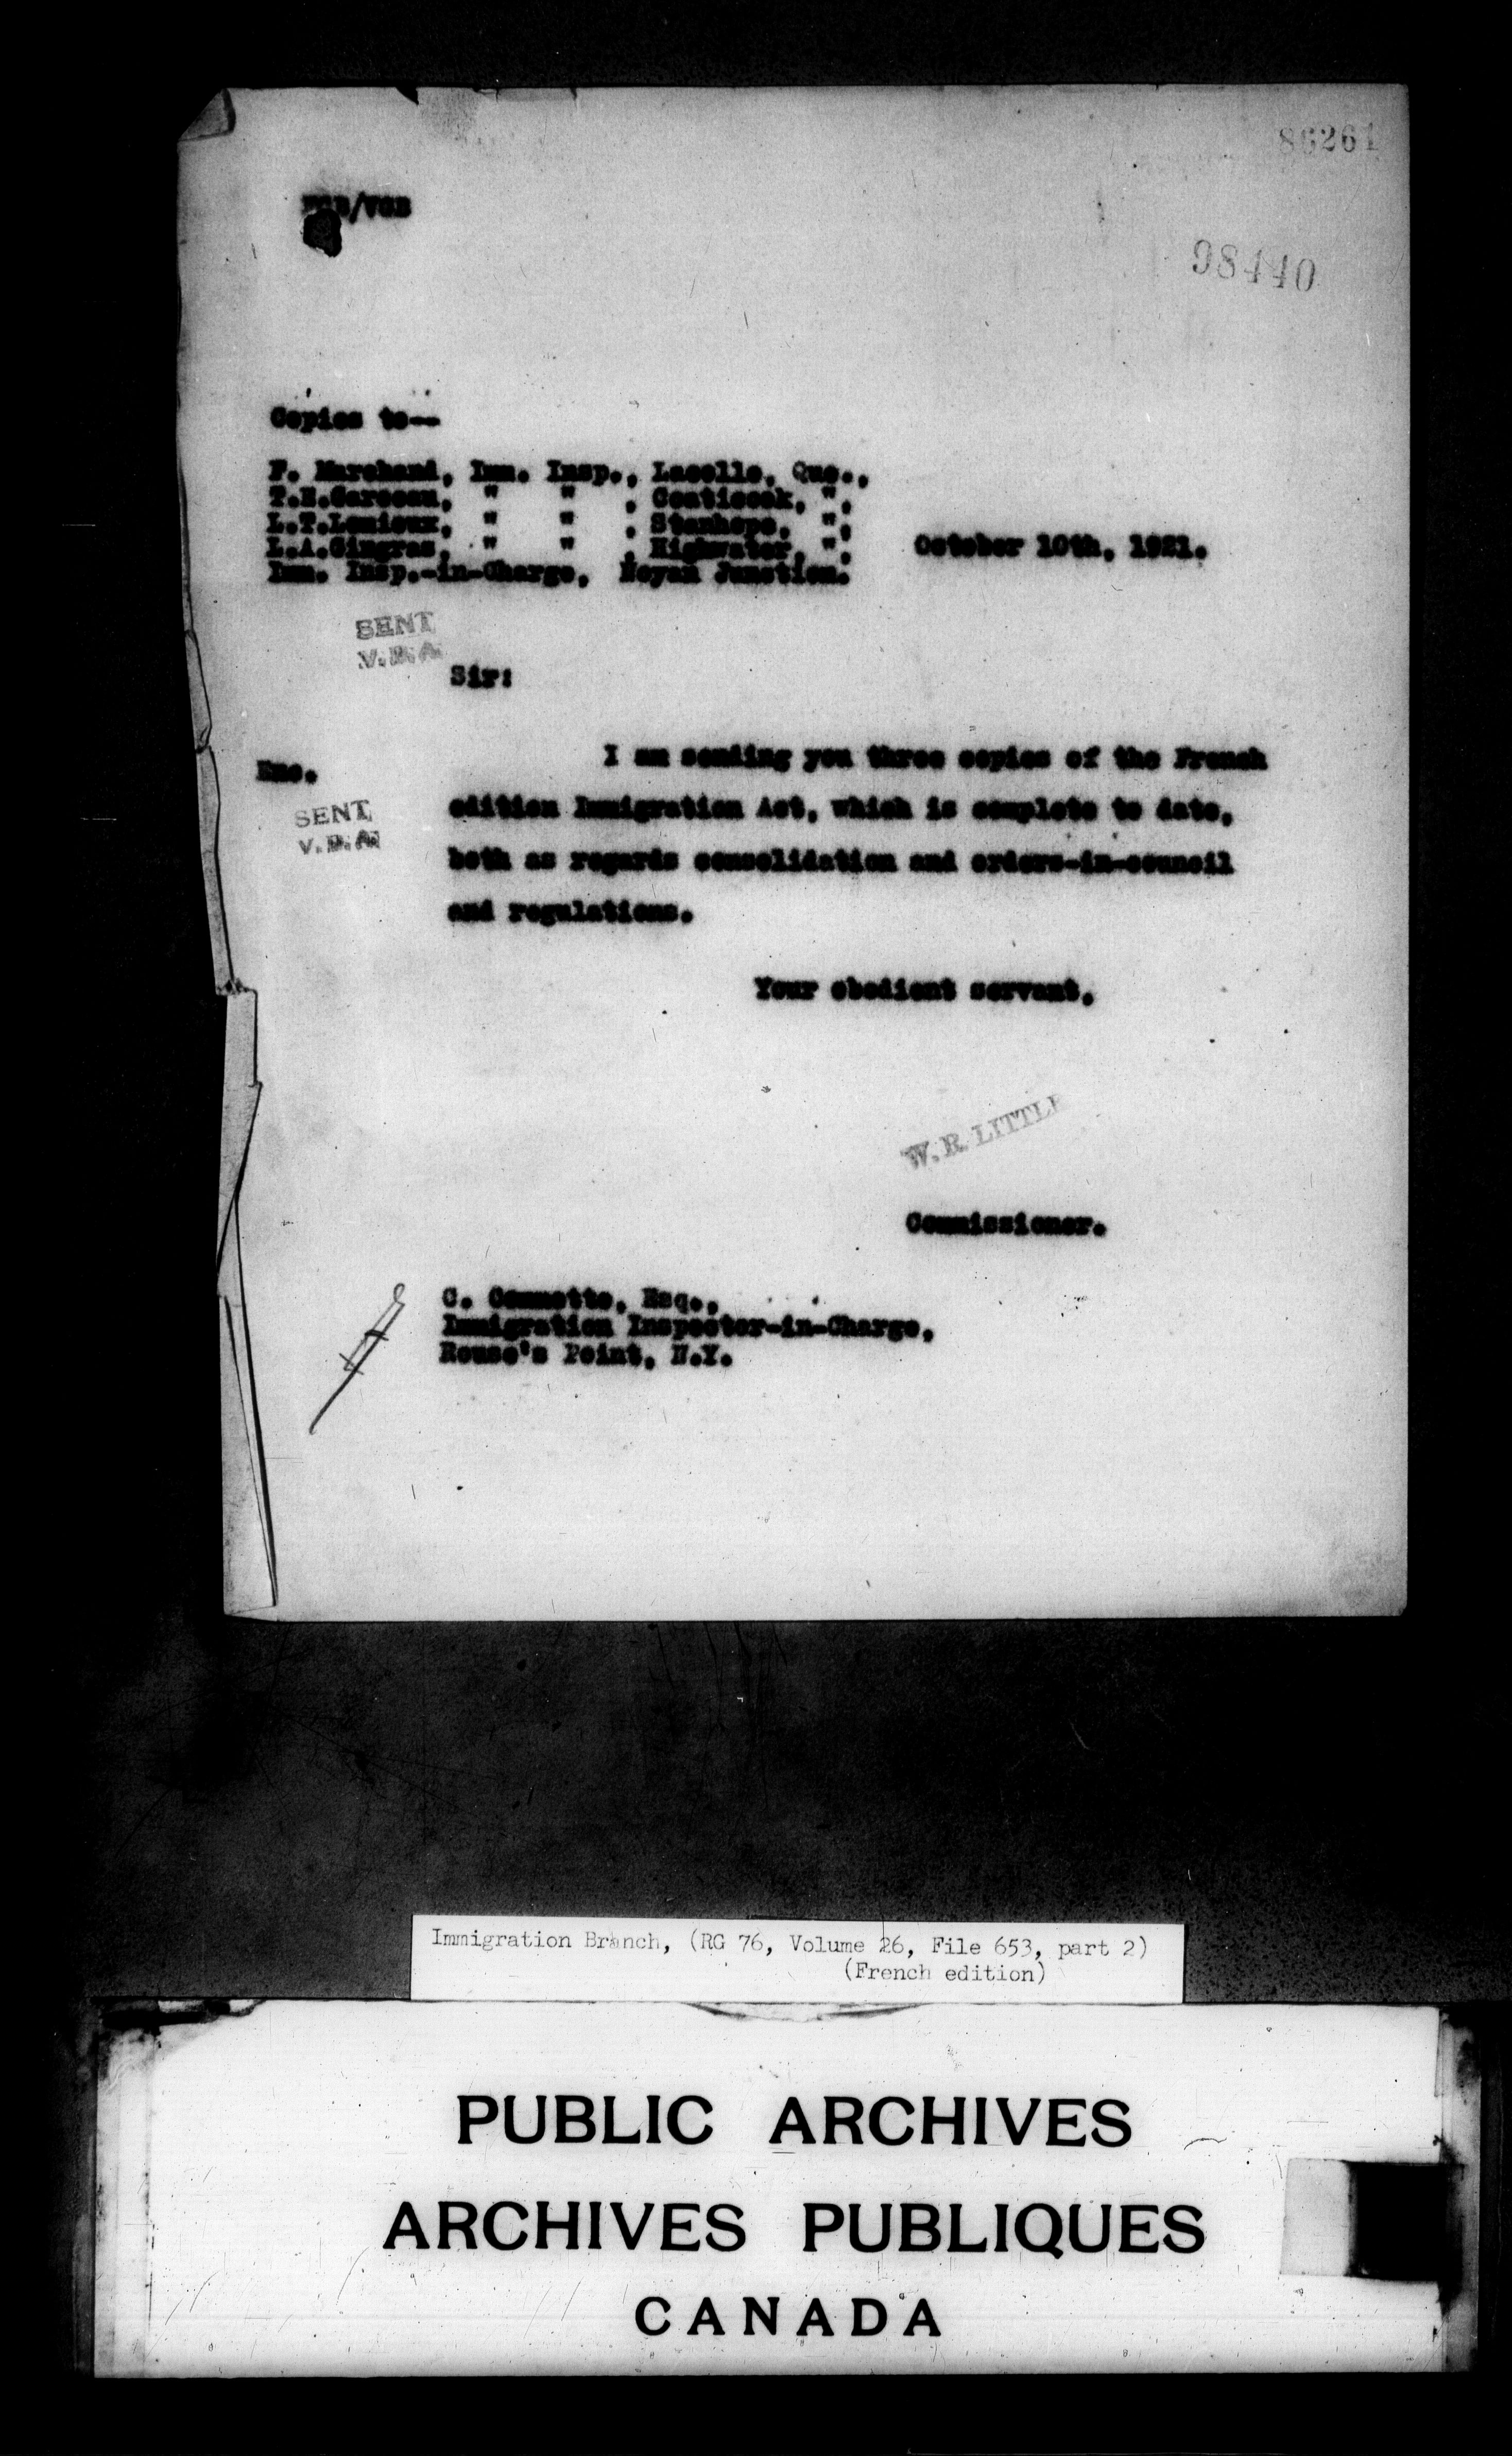 86261
/VGB
98440
Copies to--
F. Marchand, Imm. Insp., Lacolle, Que.,
T.E.Garceau, " " , Coaticook, ",
L.T.Lemieux, " " , Stanhope, ",
L.A.Gingras, " " , Highwater, ",
Imm. Insp.-in-Charge, Noyan Junction.
October 10th, 1921.
SENT
Sir:
Enc.
SENT
I am sending you three copies of the French
edition Immigration Act, which is complete to date,
both as regards consolidation and orders-in-council
and regulations.
Your obedient servant,
W.R. LITTLE
Commissioner.
C. Esq.,
Immigration Inspector-in-Charge,
Rouse's Point, N.Y.
Immigration Branch, (RG 76, Volume 26, File 653, part 2)
(French edition)
PUBLIC ARCHIVES
ARCHIVES PUBLIQUES
CANADA